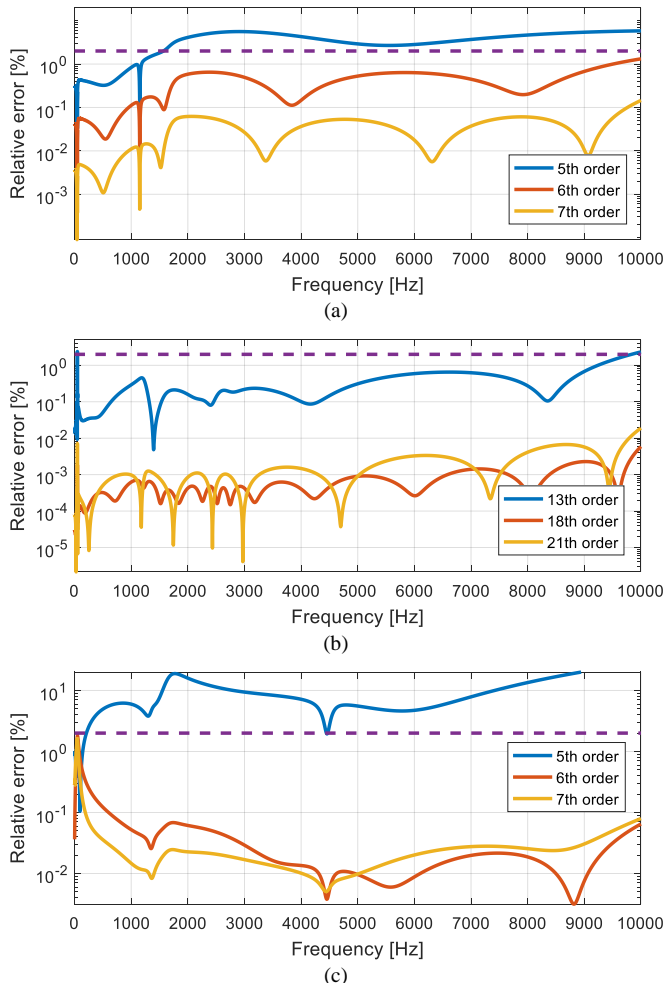 Relative error [%]
10^0
10^-1
10^-2
10^-3
5th order
6th order
7th order
0 1000 2000 3000 4000 5000 6000 7000 8000 9000 10000
Frequency [Hz]
(a)
Relative error [%]
10^0
10^-1
10^-2
10^-3
10^-4
10^-5
13th order
18th order
21th order
0 1000 2000 3000 4000 5000 6000 7000 8000 9000 10000
Frequency [Hz]
(b)
Relative error [%]
10^1
10^0
10^-1
10^-2
5th order
6th order
7th order
0 1000 2000 3000 4000 5000 6000 7000 8000 9000 10000
Frequency [Hz]
(c)